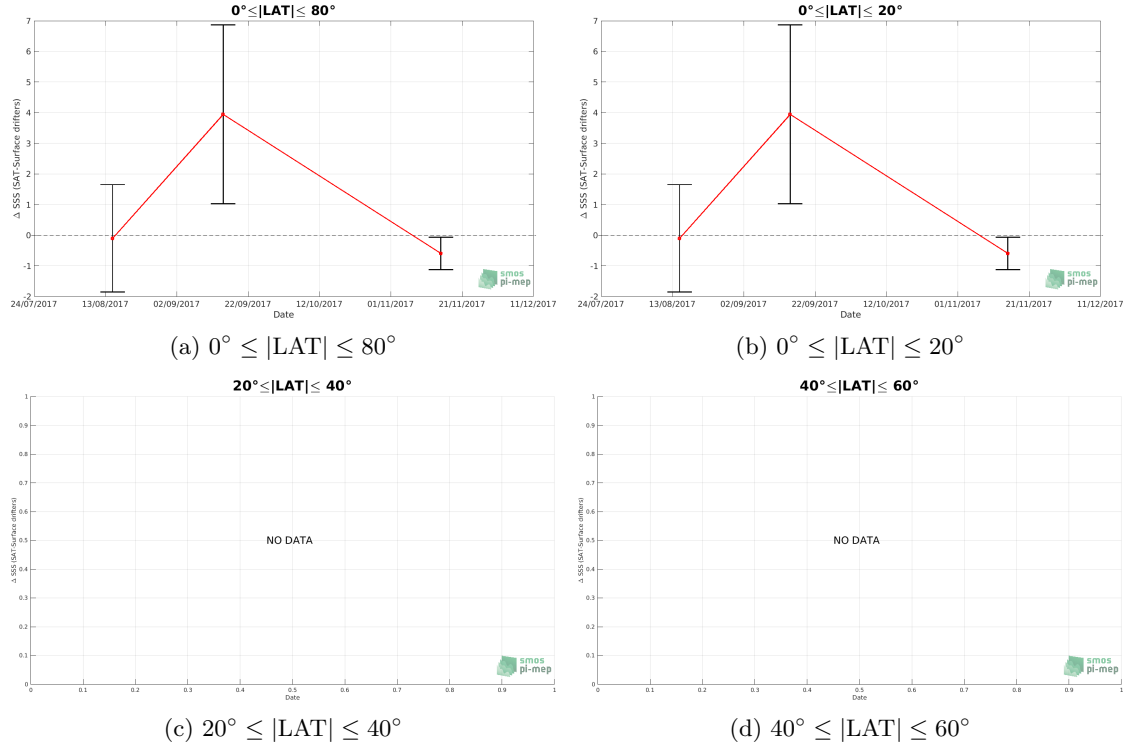 0°≤|LAT|≤ 80°
7
6
5
4
3
2
1
0
-1
-2
Δ SSS (SAT-Surface drifters)
24/07/2017 13/08/2017 02/09/2017 22/09/2017 12/10/2017 01/11/2017 21/11/2017 11/12/2017
Date
smos
pi-mep
(a) 0° ≤ |LAT| ≤ 80°
0°≤|LAT|≤ 20°
7
6
5
4
3
2
1
0
-1
-2
Δ SSS (SAT-Surface drifters)
24/07/2017 13/08/2017 02/09/2017 22/09/2017 12/10/2017 01/11/2017 21/11/2017 11/12/2017
Date
smos
pi-mep
(b) 0° ≤ |LAT| ≤ 20°
20°≤|LAT|≤ 40°
1
0.9
0.8
0.7
0.6
0.5
0.4
0.3
0.2
0.1
0
Δ SSS (SAT-Surface drifters)
NO DATA
0 0.1 0.2 0.3 0.4 0.5 0.6 0.7 0.8 0.9 1
Date
smos
pi-mep
(c) 20° ≤ |LAT| ≤ 40°
40°≤|LAT|≤ 60°
1
0.9
0.8
0.7
0.6
0.5
0.4
0.3
0.2
0.1
0
Δ SSS (SAT-Surface drifters)
NO DATA
0 0.1 0.2 0.3 0.4 0.5 0.6 0.7 0.8 0.9 1
Date
smos
pi-mep
(d) 40° ≤ |LAT| ≤ 60°